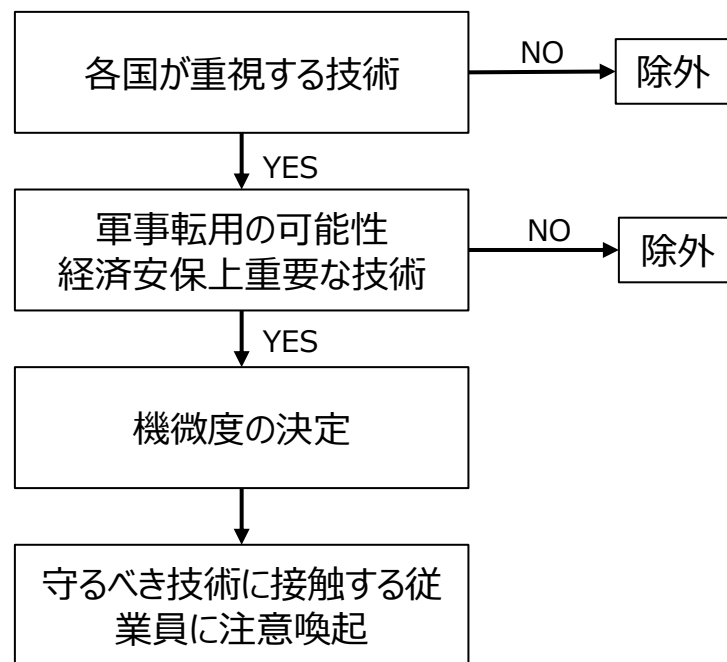 各国が重視する技術
NO
除外
YES
軍事転用の可能性
経済安保上重要な技術
NO
除外
YES
機微度の決定
守るべき技術に接触する従
業員に注意喚起